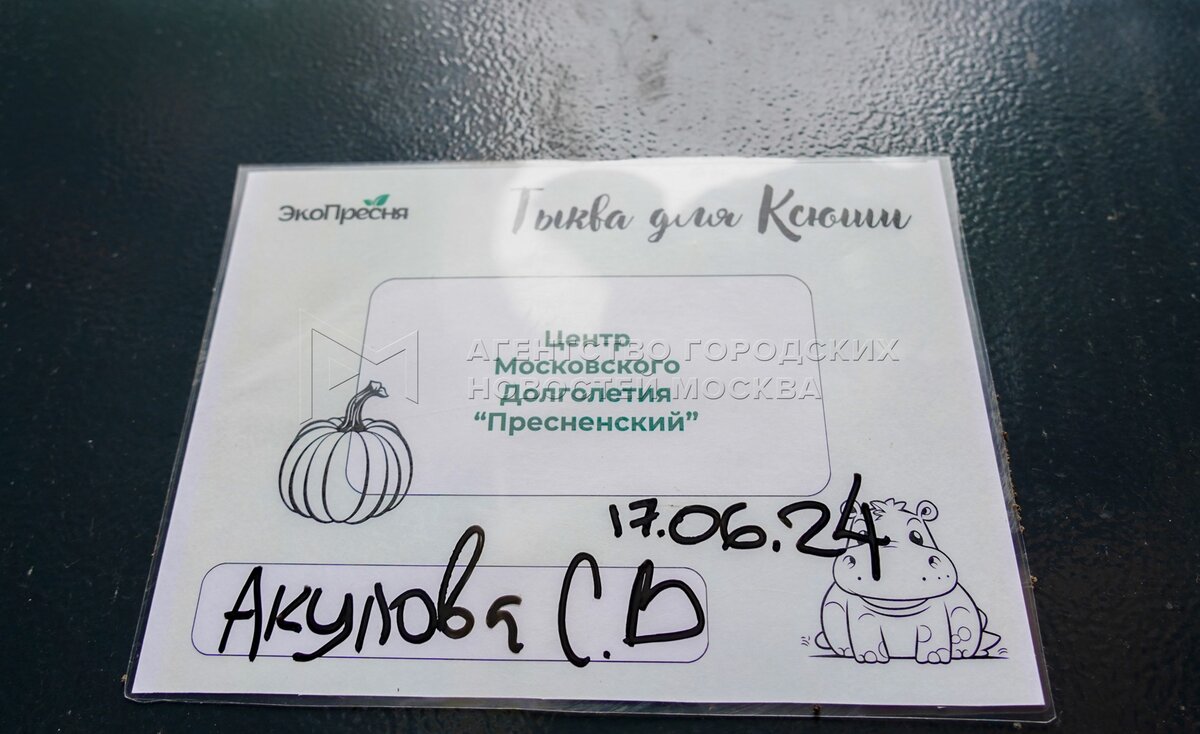 ЭкоПресня
Тыква для Ксюши
Центр
Московского
Долголетия
“Пресненский”
АГЕНТСТВО ГОРОДСКИХ
НОВОСТЕЙ МОСКВА
17.06.24
Акулова С.В